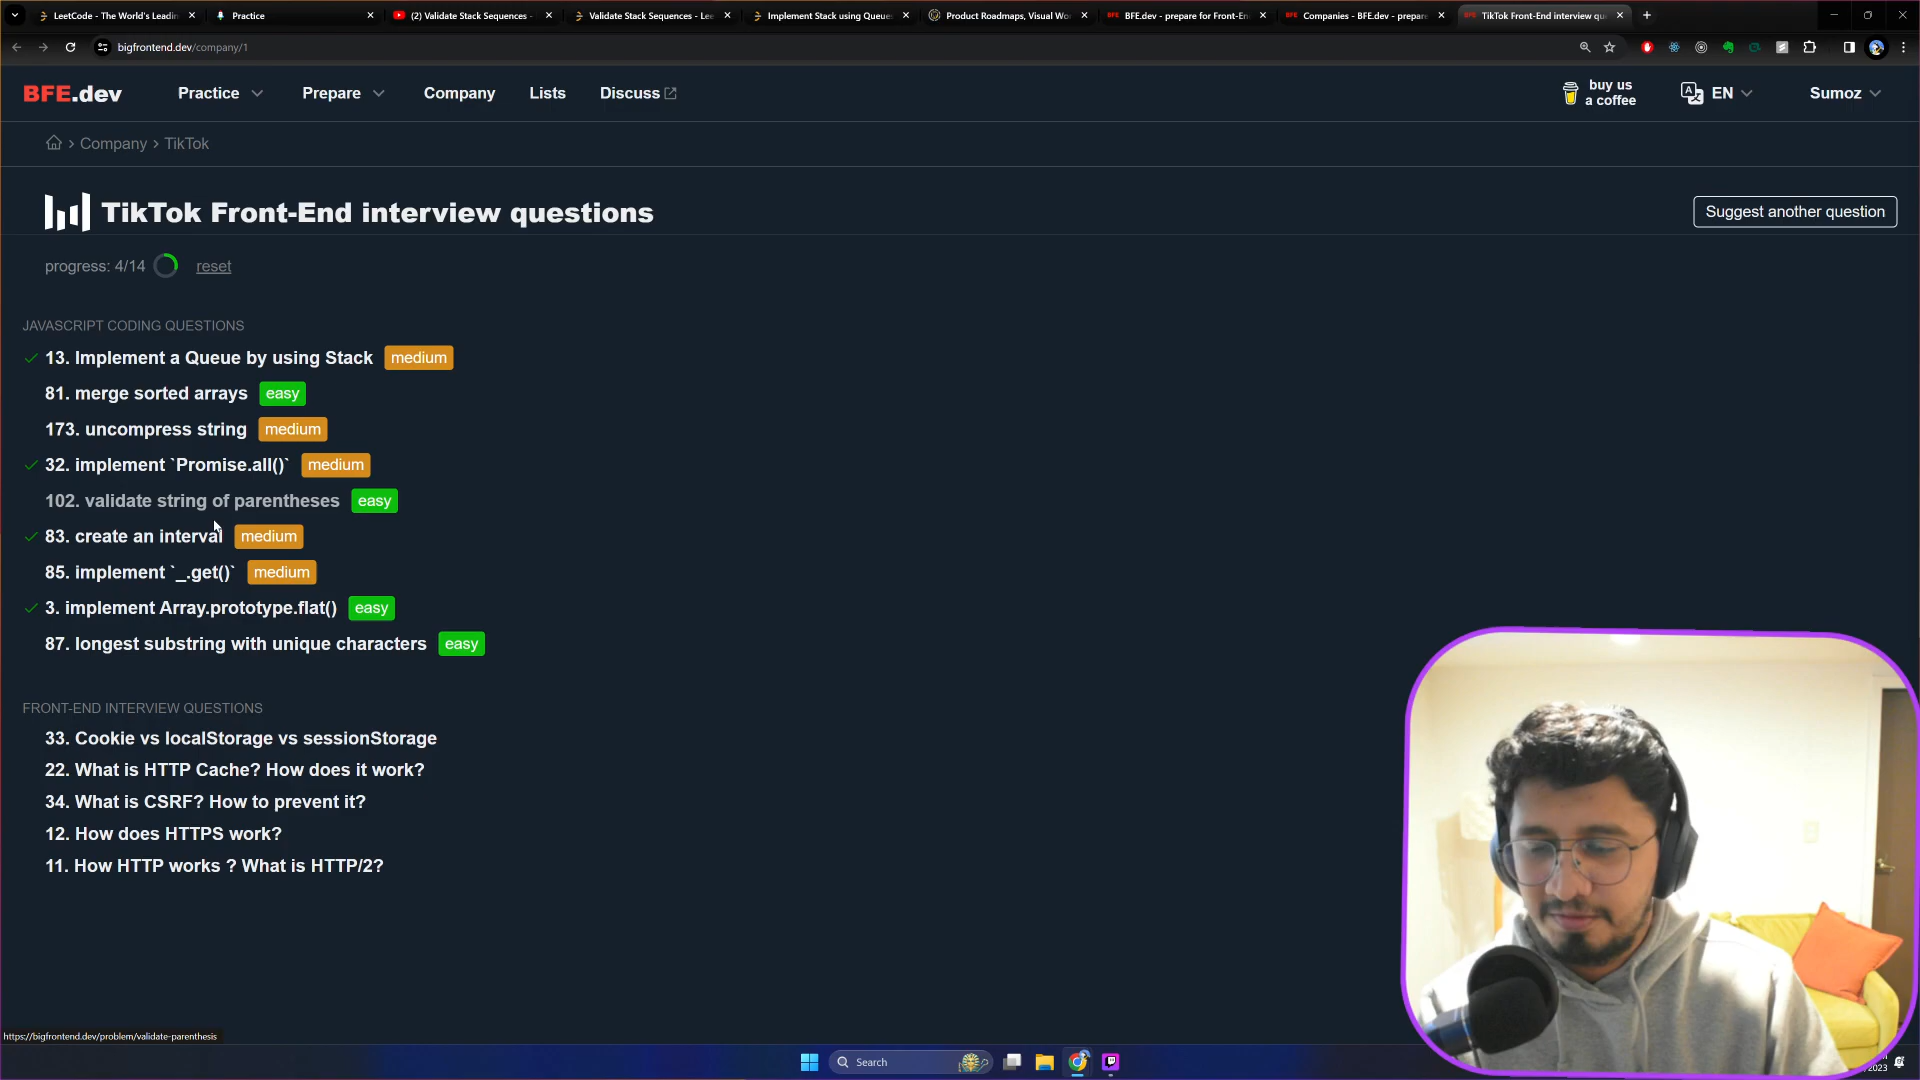 LeetCode - The World's Leadin
Practice
(2) Validate Stack Sequences -
Validate Stack Sequences - Lee
Implement Stack using Queue
Product Roadmaps, Visual Wo
BFE.dev - prepare for Front-En
Companies - BFE.dev - prepare
TikTok Front-End interview qu
bigfrontend.dev/company/1
BFE.dev
Practice
Prepare
Company
Lists
Discuss
buy us
a coffee
EN
Sumoz
Company > TikTok
TikTok Front-End interview questions
Suggest another question
progress: 4/14
reset
JAVASCRIPT CODING QUESTIONS
13. Implement a Queue by using Stack medium
81. merge sorted arrays easy
173. uncompress string medium
32. implement `Promise.all()` medium
102. validate string of parentheses easy
83. create an interval medium
85. implement `_.get()` medium
3. implement Array.prototype.flat() easy
87. longest substring with unique characters easy
FRONT-END INTERVIEW QUESTIONS
33. Cookie vs localStorage vs sessionStorage
22. What is HTTP Cache? How does it work?
34. What is CSRF? How to prevent it?
12. How does HTTPS work?
11. How HTTP works ? What is HTTP/2?
https://bigfrontend.dev/problem/validate-parenthesis
Search
/2023